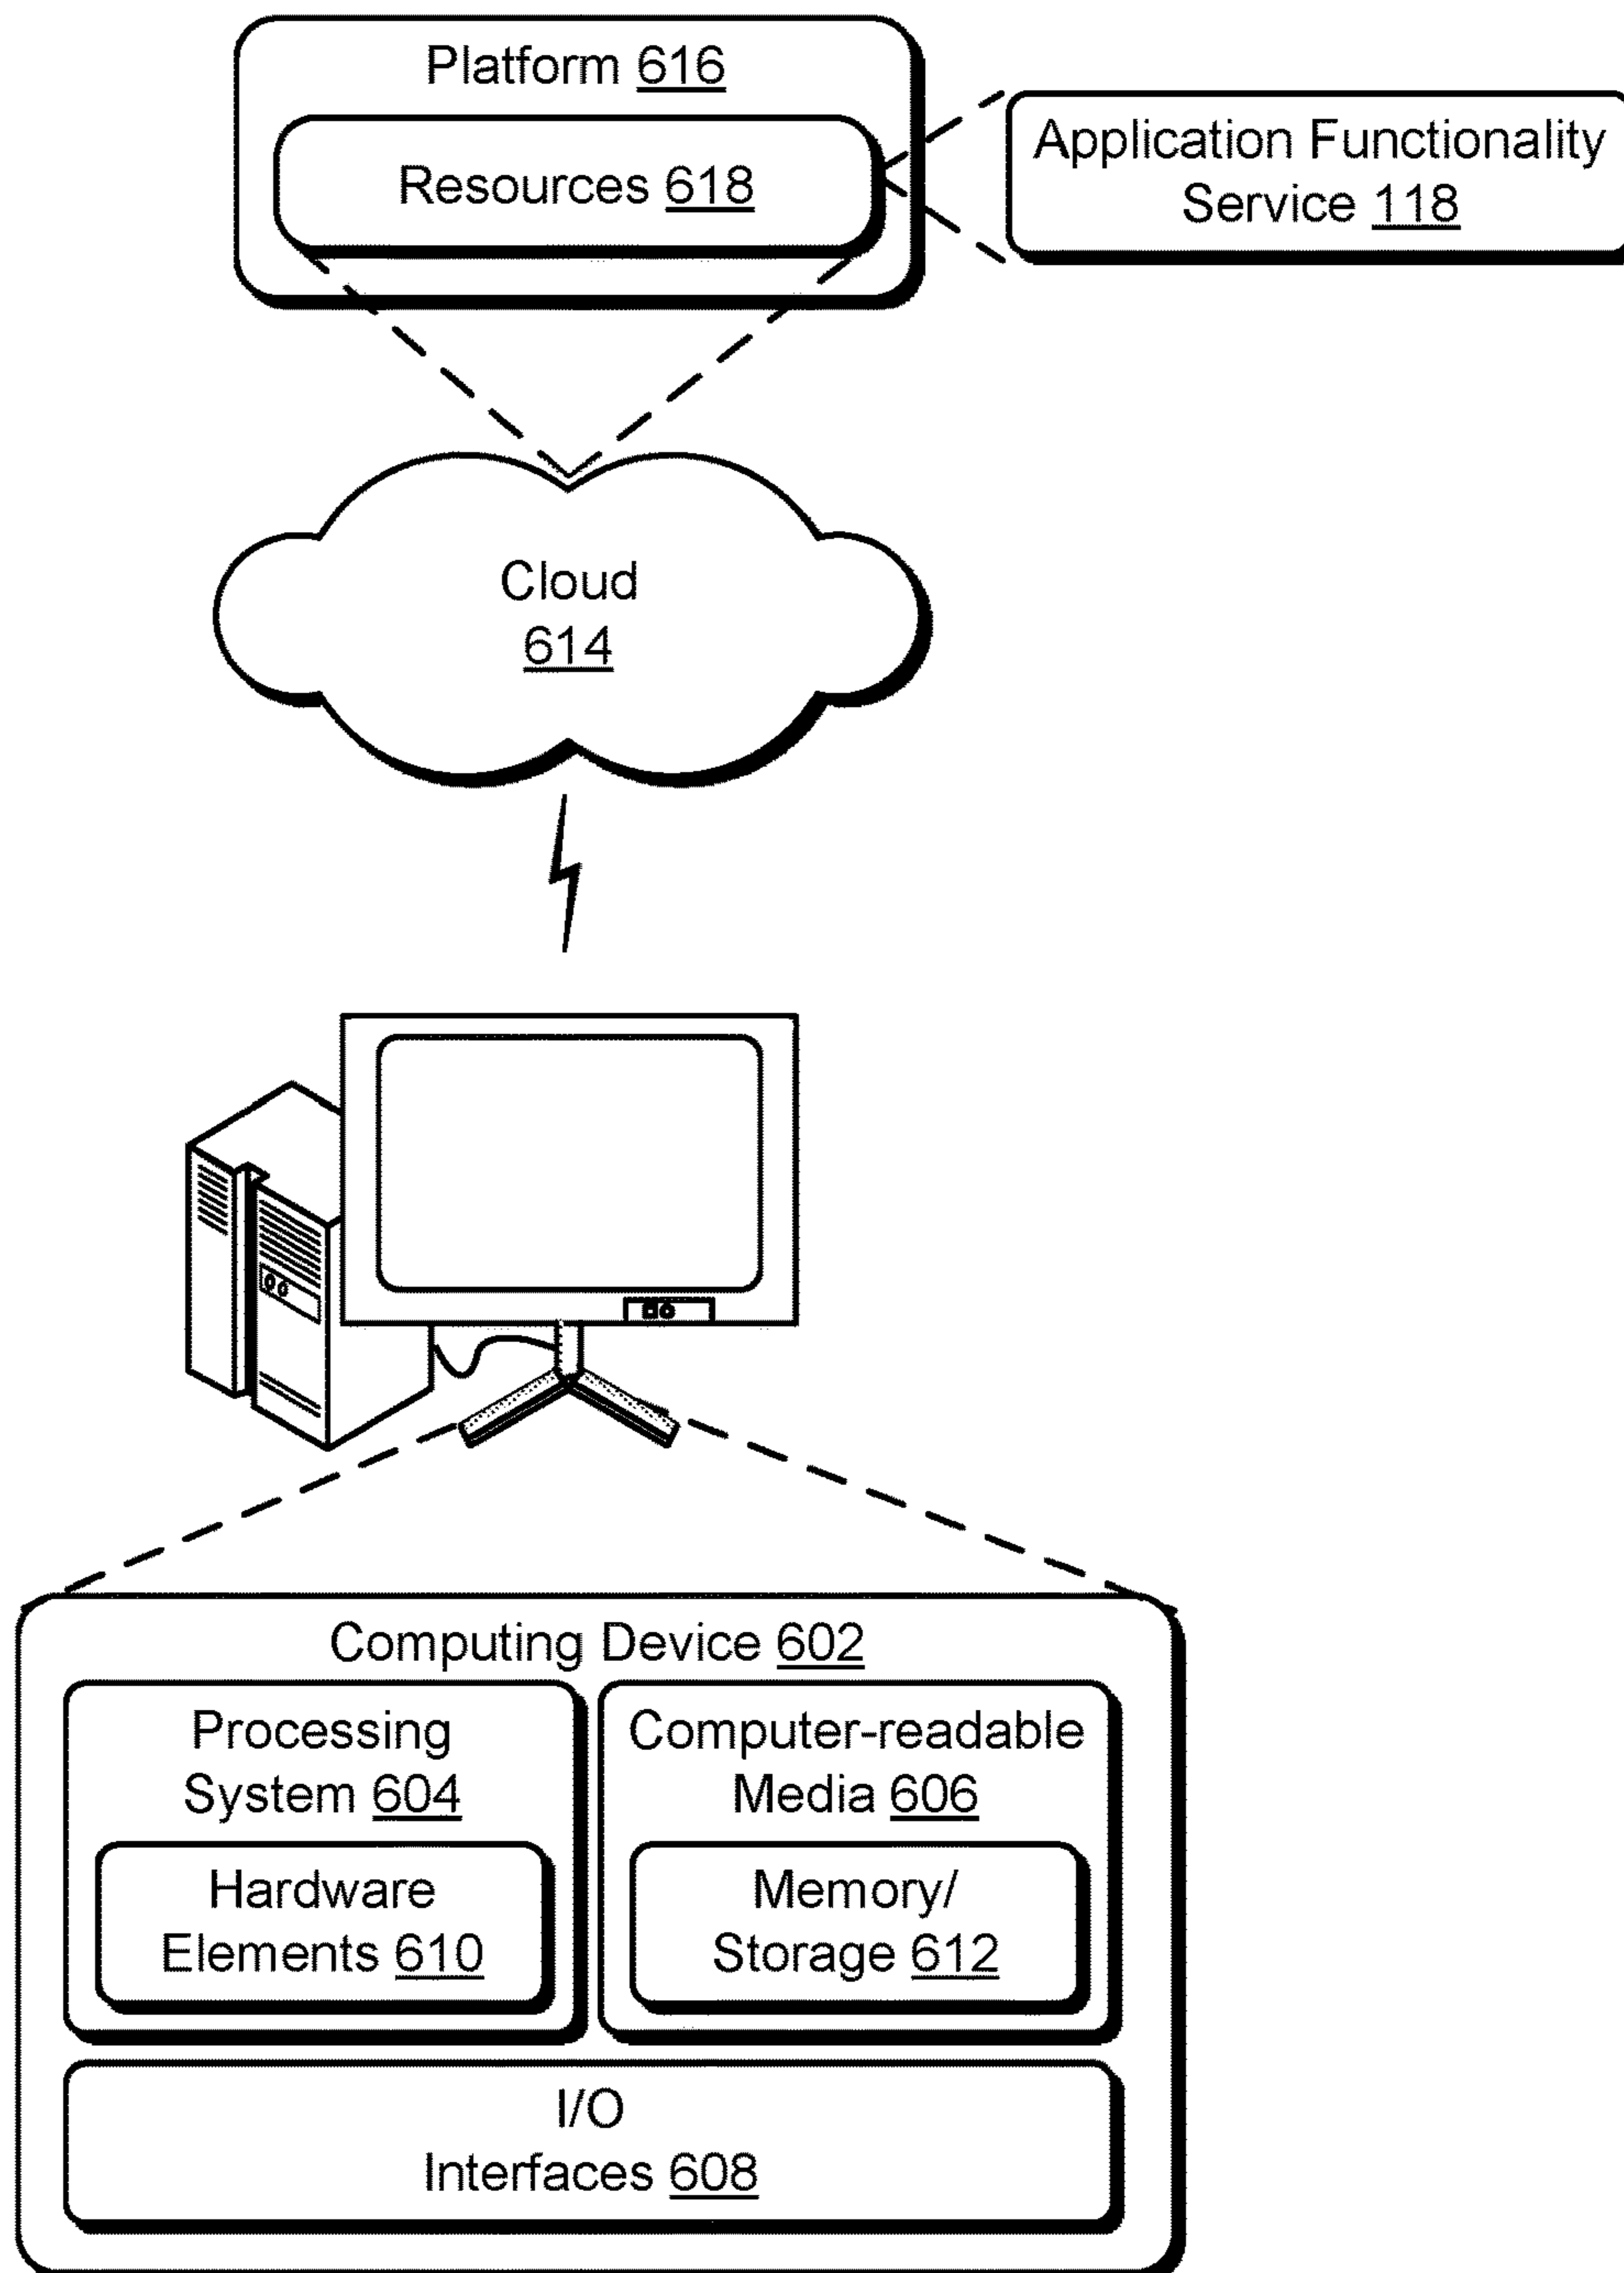 Platform 616
Resources 618
Application Functionality
Service 118
Cloud
614
Computing Device 602
Processing
System 604
Hardware
Elements 610
Computer-readable
Media 606
Memory/
Storage 612
I/O
Interfaces 608